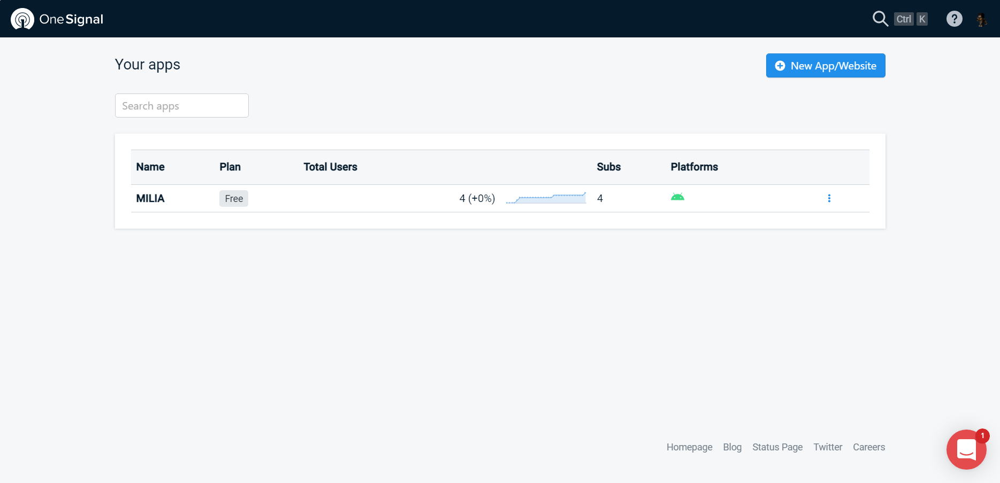 OneSignal
Ctrl K
?
Your apps
New App/Website
Search apps
Name Plan Total Users Subs Platforms
MILIA Free 4 (+0%) 4
1
Homepage Blog Status Page Twitter Careers